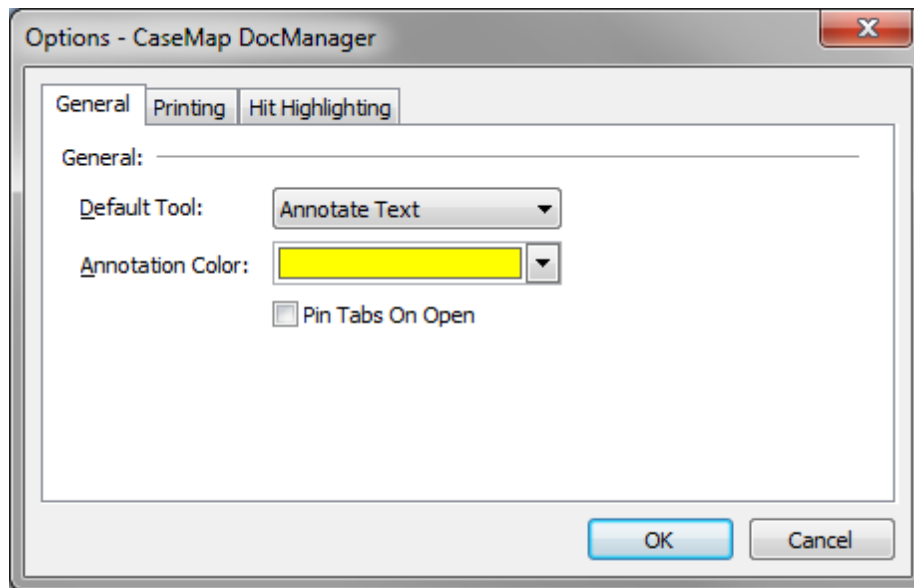 Options - CaseMap DocManager
General Printing Hit Highlighting
General:
Default Tool: Annotate Text
Annotation Color:
Pin Tabs On Open
OK Cancel